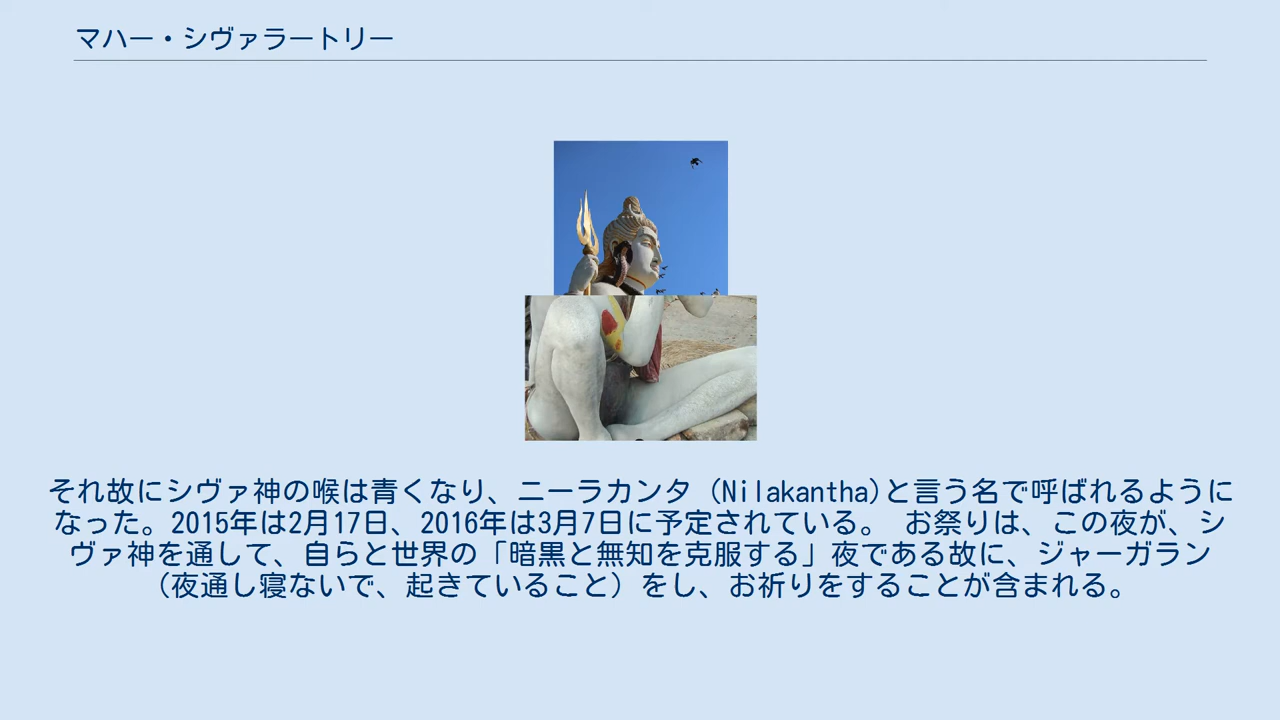 マハー・シヴァラートリー
それ故にシヴァ神の喉は青くなり、ニーラカンタ (Nilakantha)と言う名で呼ばれるように
なった。2015年は2月17日、2016年は3月7日に予定されている。 お祭りは、この夜が、シ
ヴァ神を通して、自らと世界の「暗黒と無知を克服する」夜である故に、ジャーガラン
（夜通し寝ないで、起きていること）をし、お祈りをすることが含まれる。